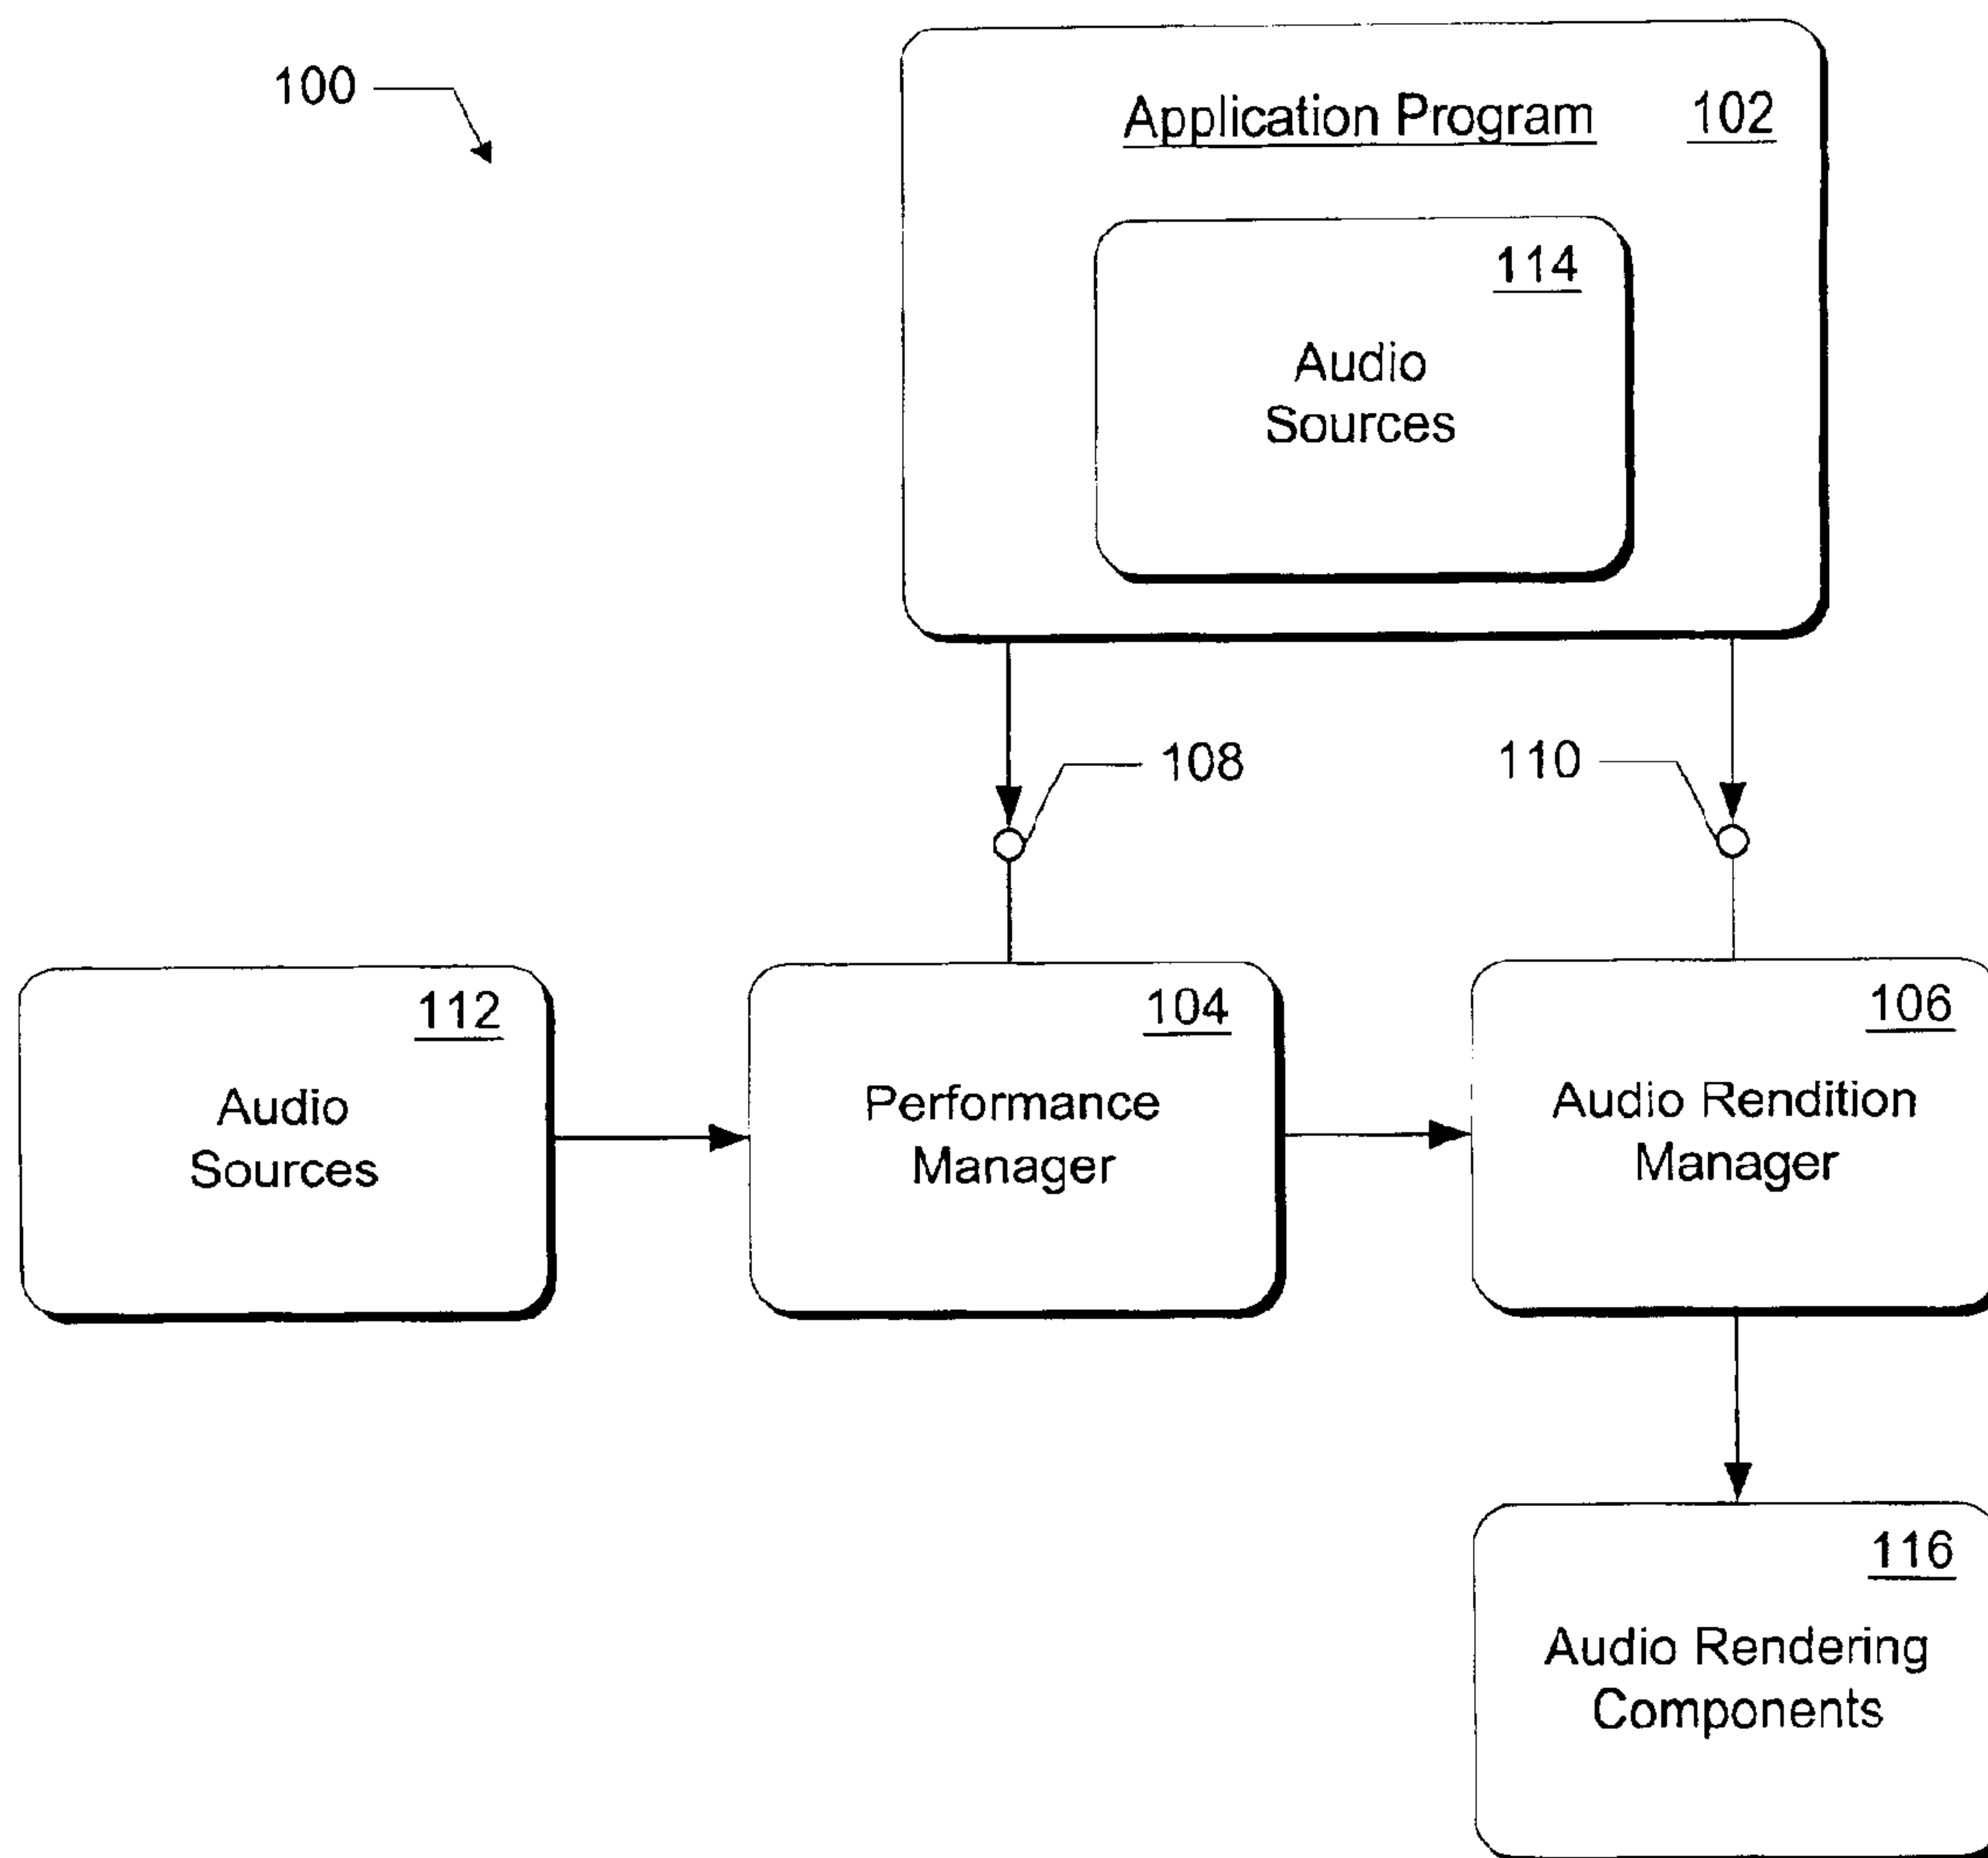 100
Application Program 102
114
Audio
Sources
108
110
112
Audio
Sources
104
Performance
Manager
106
Audio Rendition
Manager
116
Audio Rendering
Components